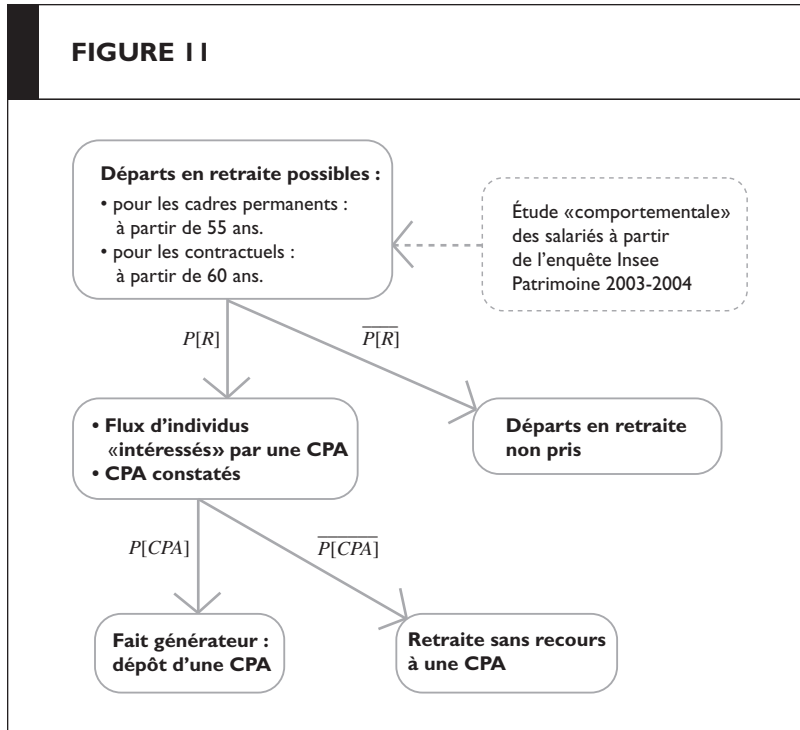 FIGURE 11
Départs en retraite possibles :
• pour les cadres permanents :
à partir de 55 ans.
• pour les contractuels :
à partir de 60 ans.
Étude «comportementale»
des salariés à partir
de l'enquête Insee
Patrimoine 2003-2004
P[R]
P̅[̅R̅]̅
• Flux d'individus
«intéressés» par une CPA
• CPA constatés
Départs en retraite
non pris
P[CPA]
P̅[̅C̅P̅A̅]̅
Fait générateur :
dépôt d'une CPA
Retraite sans recours
à une CPA